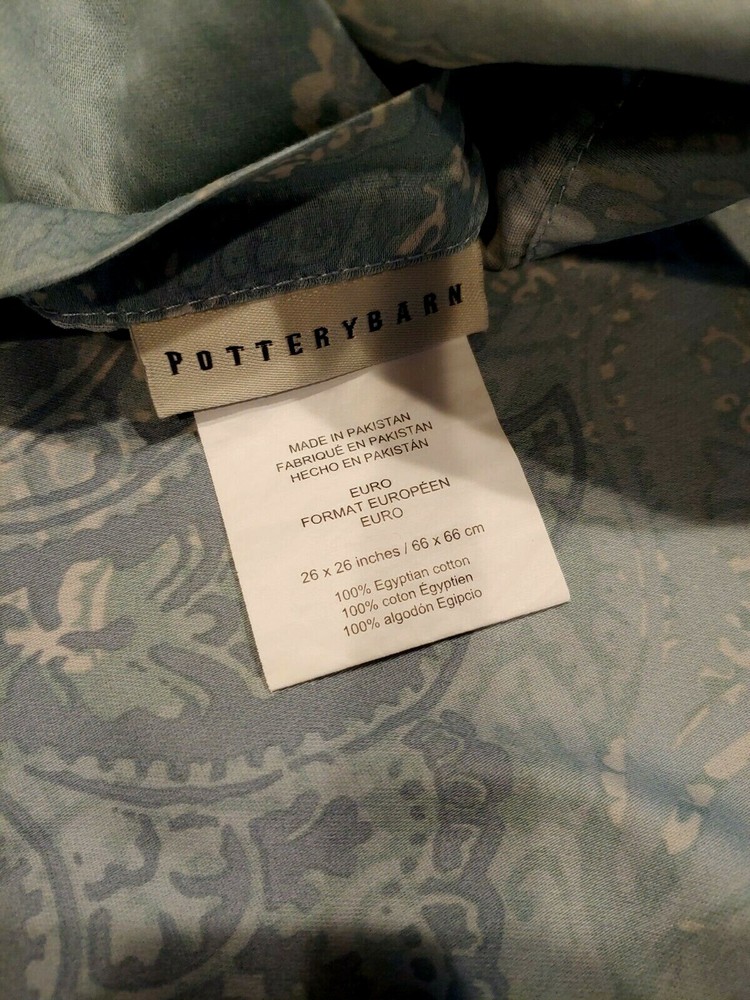 POTTERYBARN
MADE IN PAKISTAN
FABRIQUÉ EN PAKISTAN
HECHO EN PAKISTÁN
EURO
FORMAT EUROPÉEN
EURO
26 x 26 inches / 66 x 66 cm
100% Egyptian cotton
100% coton Égyptien
100% algodón Egipcio